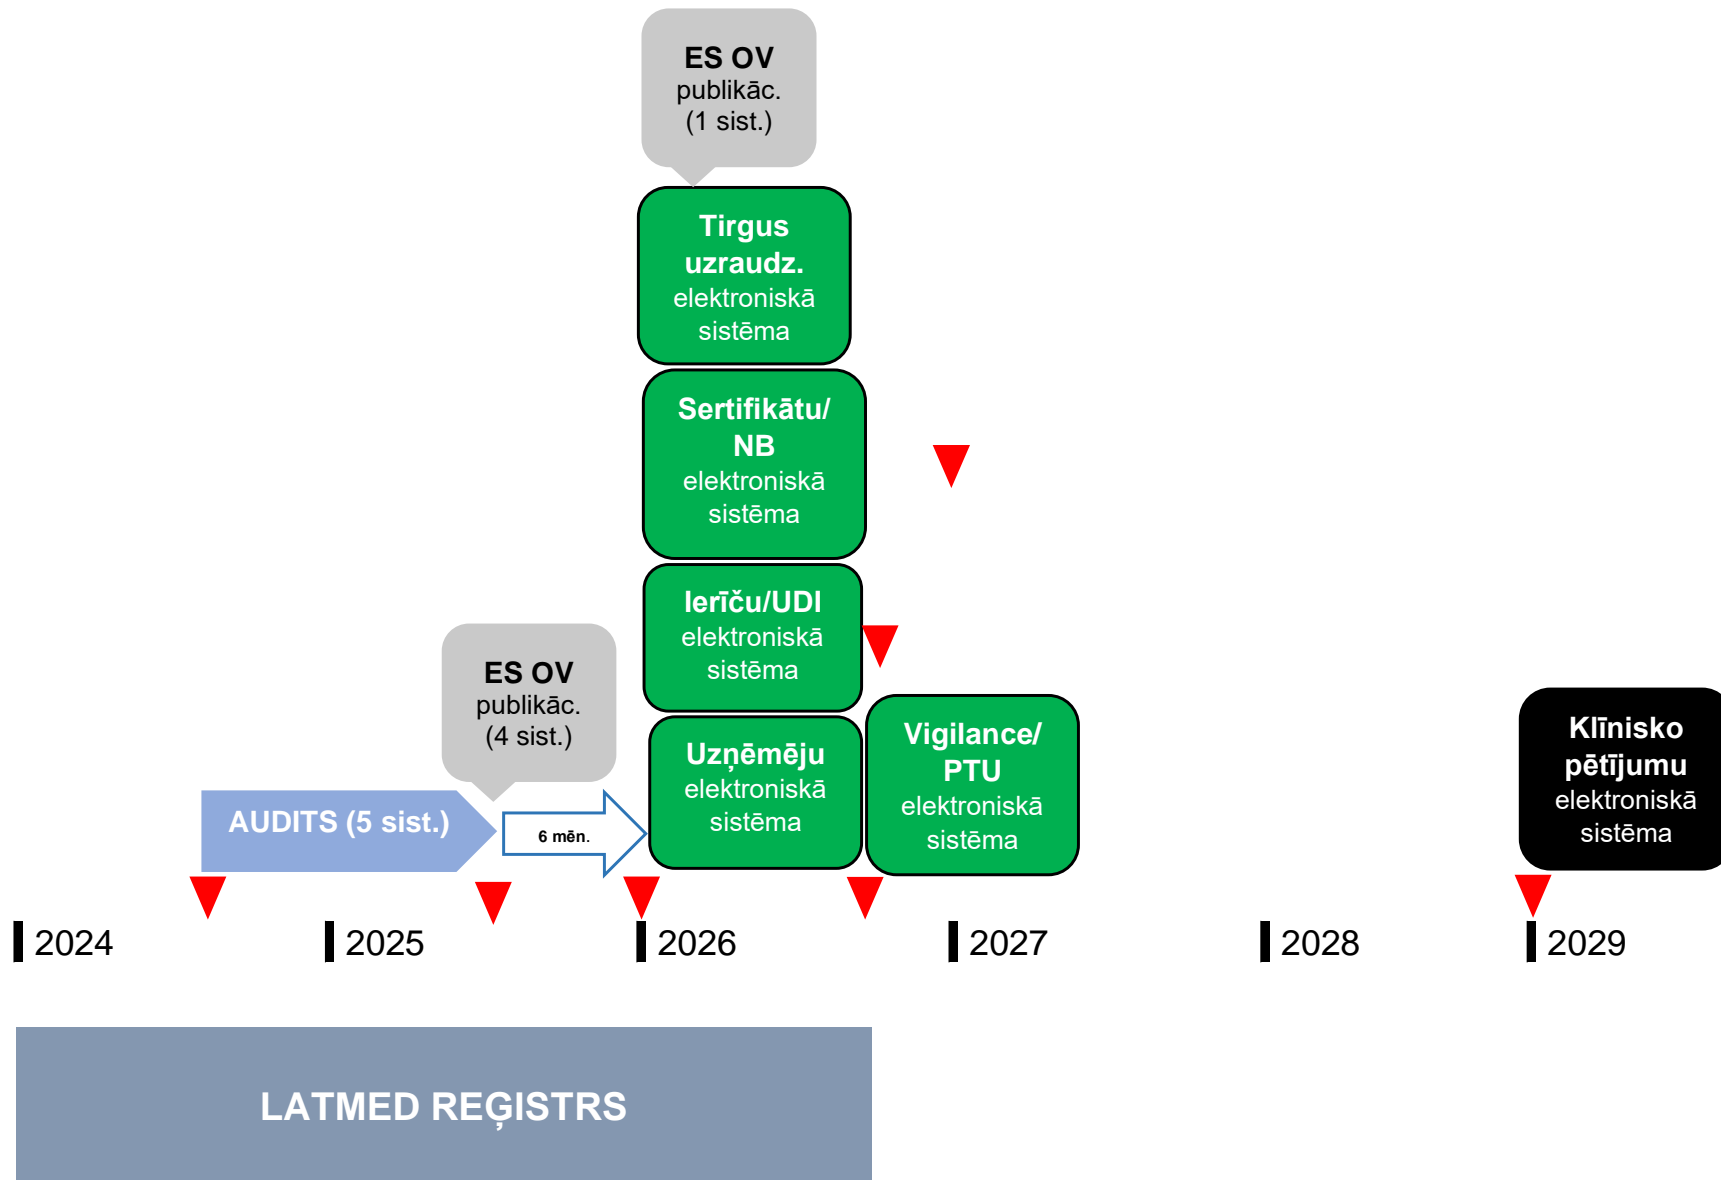 ES OV
publikāc.
(1 sist.)
Tirgus
uzraudz.
elektroniskā
sistēma
Sertifikātu/
NB
elektroniskā
sistēma
Ierīču/UDI
elektroniskā
sistēma
ES OV
publikāc.
(4 sist.)
Uzņēmēju
elektroniskā
sistēma
Vigilance/
PTU
elektroniskā
sistēma
Klīnisko
pētījumu
elektroniskā
sistēma
AUDITS (5 sist.)
6 mēn.
2024
2025
2026
2027
2028
2029
LATMED REĢISTRS